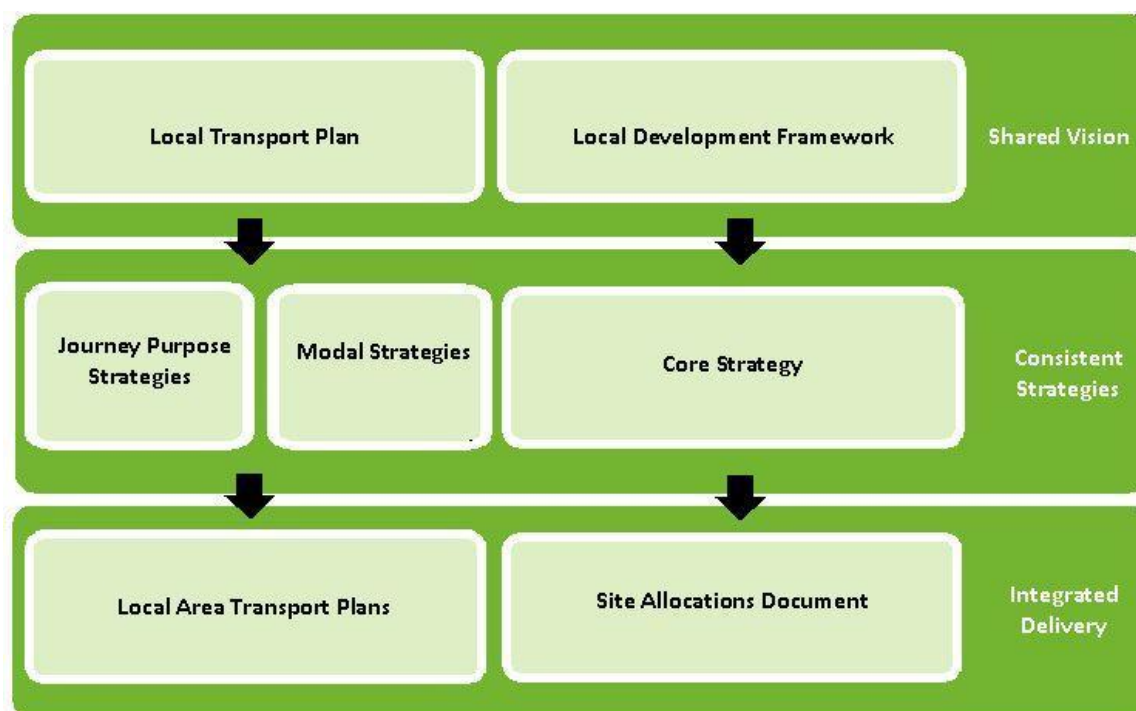 Local Transport Plan
Local Development Framework
Shared Vision
Journey Purpose
Strategies
Modal Strategies
Core Strategy
Consistent
Strategies
Local Area Transport Plans
Site Allocations Document
Integrated
Delivery